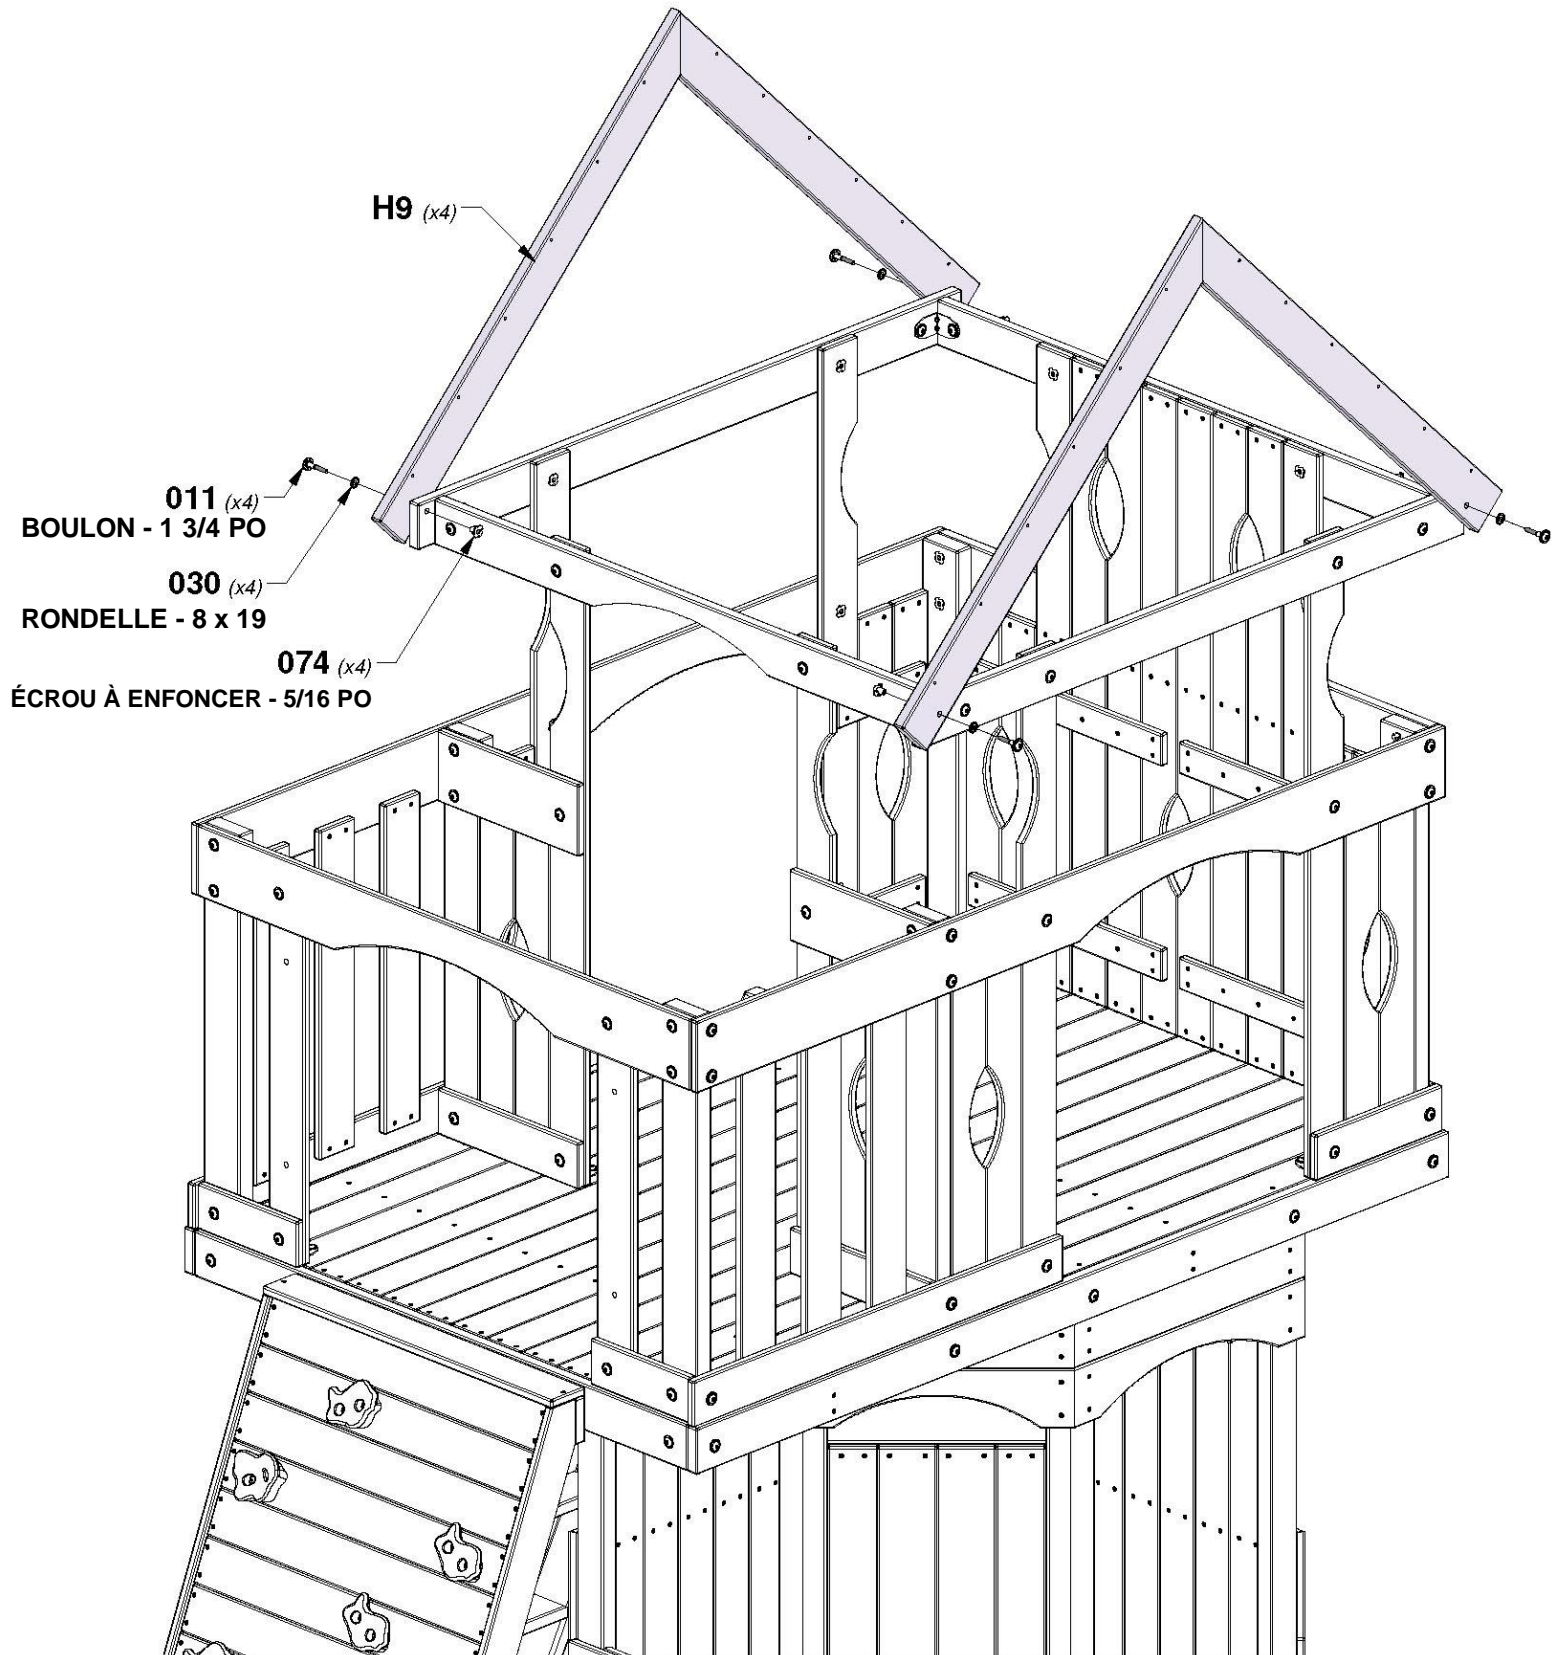 H9 (x4)
011 (x4)
BOULON - 1 3/4 PO
030 (x4)
RONDELLE - 8 x 19
074 (x4)
ÉCROU À ENFONCER - 5/16 PO